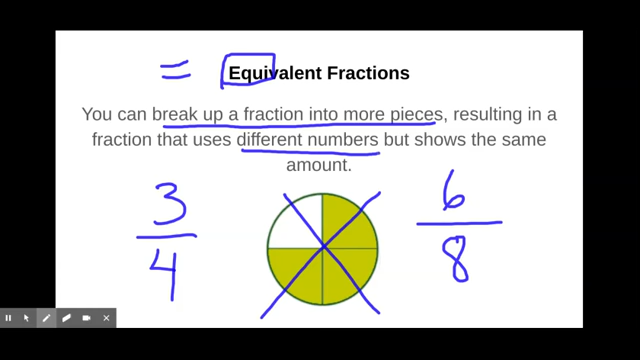 = Equivalent Fractions
You can break up a fraction into more pieces, resulting in a
fraction that uses different numbers but shows the same
amount.
3
4
6
8